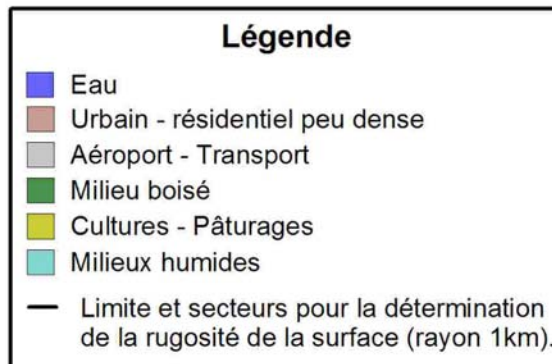 Légende
Eau
Urbain - résidentiel peu dense
Aéroport - Transport
Milieu boisé
Cultures - Pâturages
Milieux humides
Limite et secteurs pour la détermination
de la rugosité de la surface (rayon 1km).